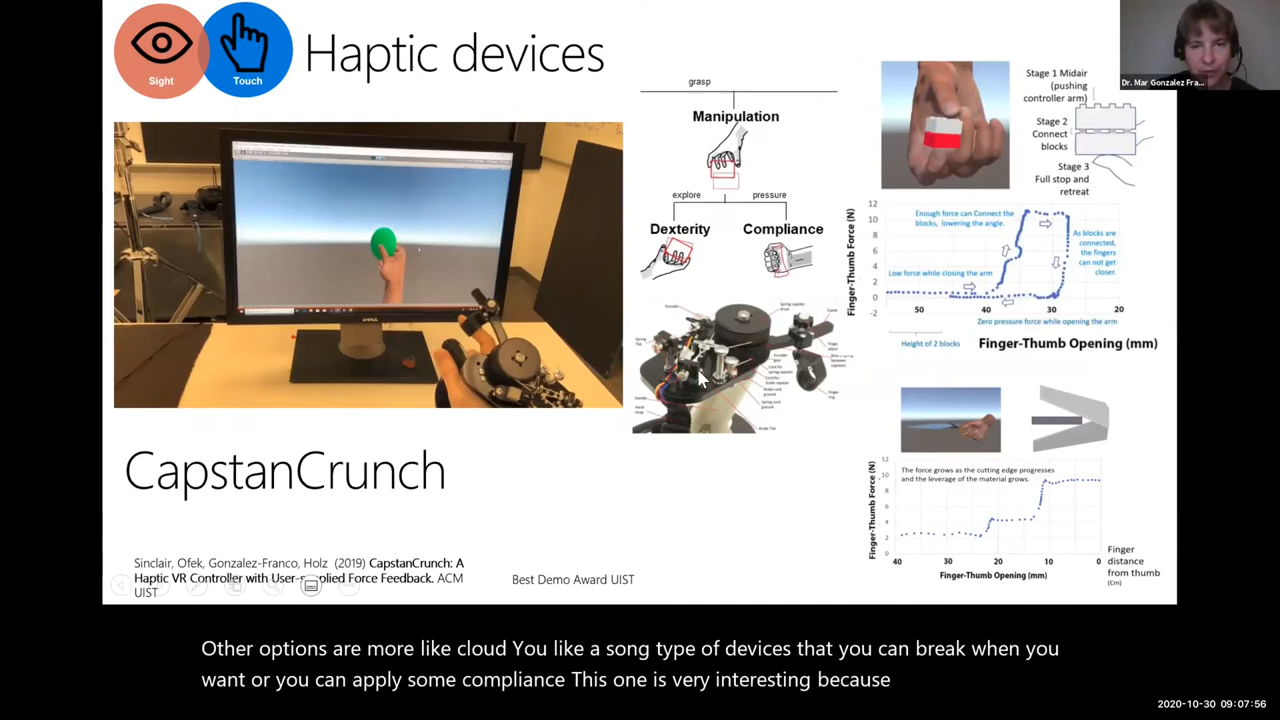 Sight
Touch
Haptic devices
grasp
Manipulation
explore
pressure
Dexterity
Compliance
Stage 1 Midair
(pushing
controller arm)
Stage 2
Connect
blocks
Stage 3
Full stop and
retreat
Dr. Mar Gonzalez Fra...
Finger-Thumb Force (N)
12
10
8
6
4
2
0
-2
Enough force can Connect the
blocks, lowering the angle.
As blocks are
connected,
the fingers
can not get
closer.
Low force while closing the arm
50
40
30
20
Zero pressure force while opening the arm
Height of 2 blocks
Finger-Thumb Opening (mm)
Finger-Thumb Force (N)
12
10
8
6
4
2
0
The force grows as the cutting edge progresses
and the leverage of the material grows.
40
30
20
10
0
Finger-Thumb Opening (mm)
Finger
distance
from thumb
(Cm)
CapstanCrunch
Sinclair, Ofek, Gonzalez-Franco, Holz (2019) CapstanCrunch: A
Haptic VR Controller with User-supplied Force Feedback. ACM
UIST
Best Demo Award UIST
Other options are more like cloud You like a song type of devices that you can break when you
want or you can apply some compliance This one is very interesting because
2020-10-30 09:07:56